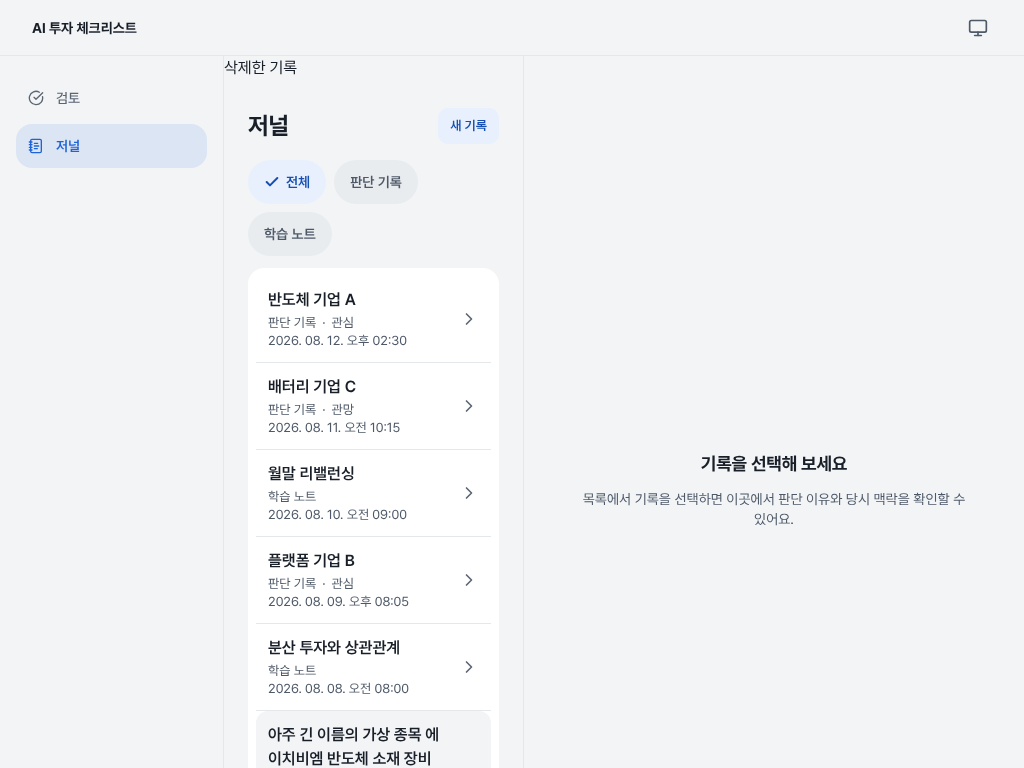 AI 투자 체크리스트
검토
저널
삭제한 기록
저널
새 기록
전체
판단 기록
학습 노트
반도체 기업 A
판단 기록 · 관심
2026. 08. 12. 오후 02:30
배터리 기업 C
판단 기록 · 관망
2026. 08. 11. 오전 10:15
월말 리밸런싱
학습 노트
2026. 08. 10. 오전 09:00
플랫폼 기업 B
판단 기록 · 관심
2026. 08. 09. 오후 08:05
분산 투자와 상관관계
학습 노트
2026. 08. 08. 오전 08:00
아주 긴 이름의 가상 종목 에
이치비엠 반도체 소재 장비
기록을 선택해 보세요
목록에서 기록을 선택하면 이곳에서 판단 이유와 당시 맥락을 확인할 수
있어요.